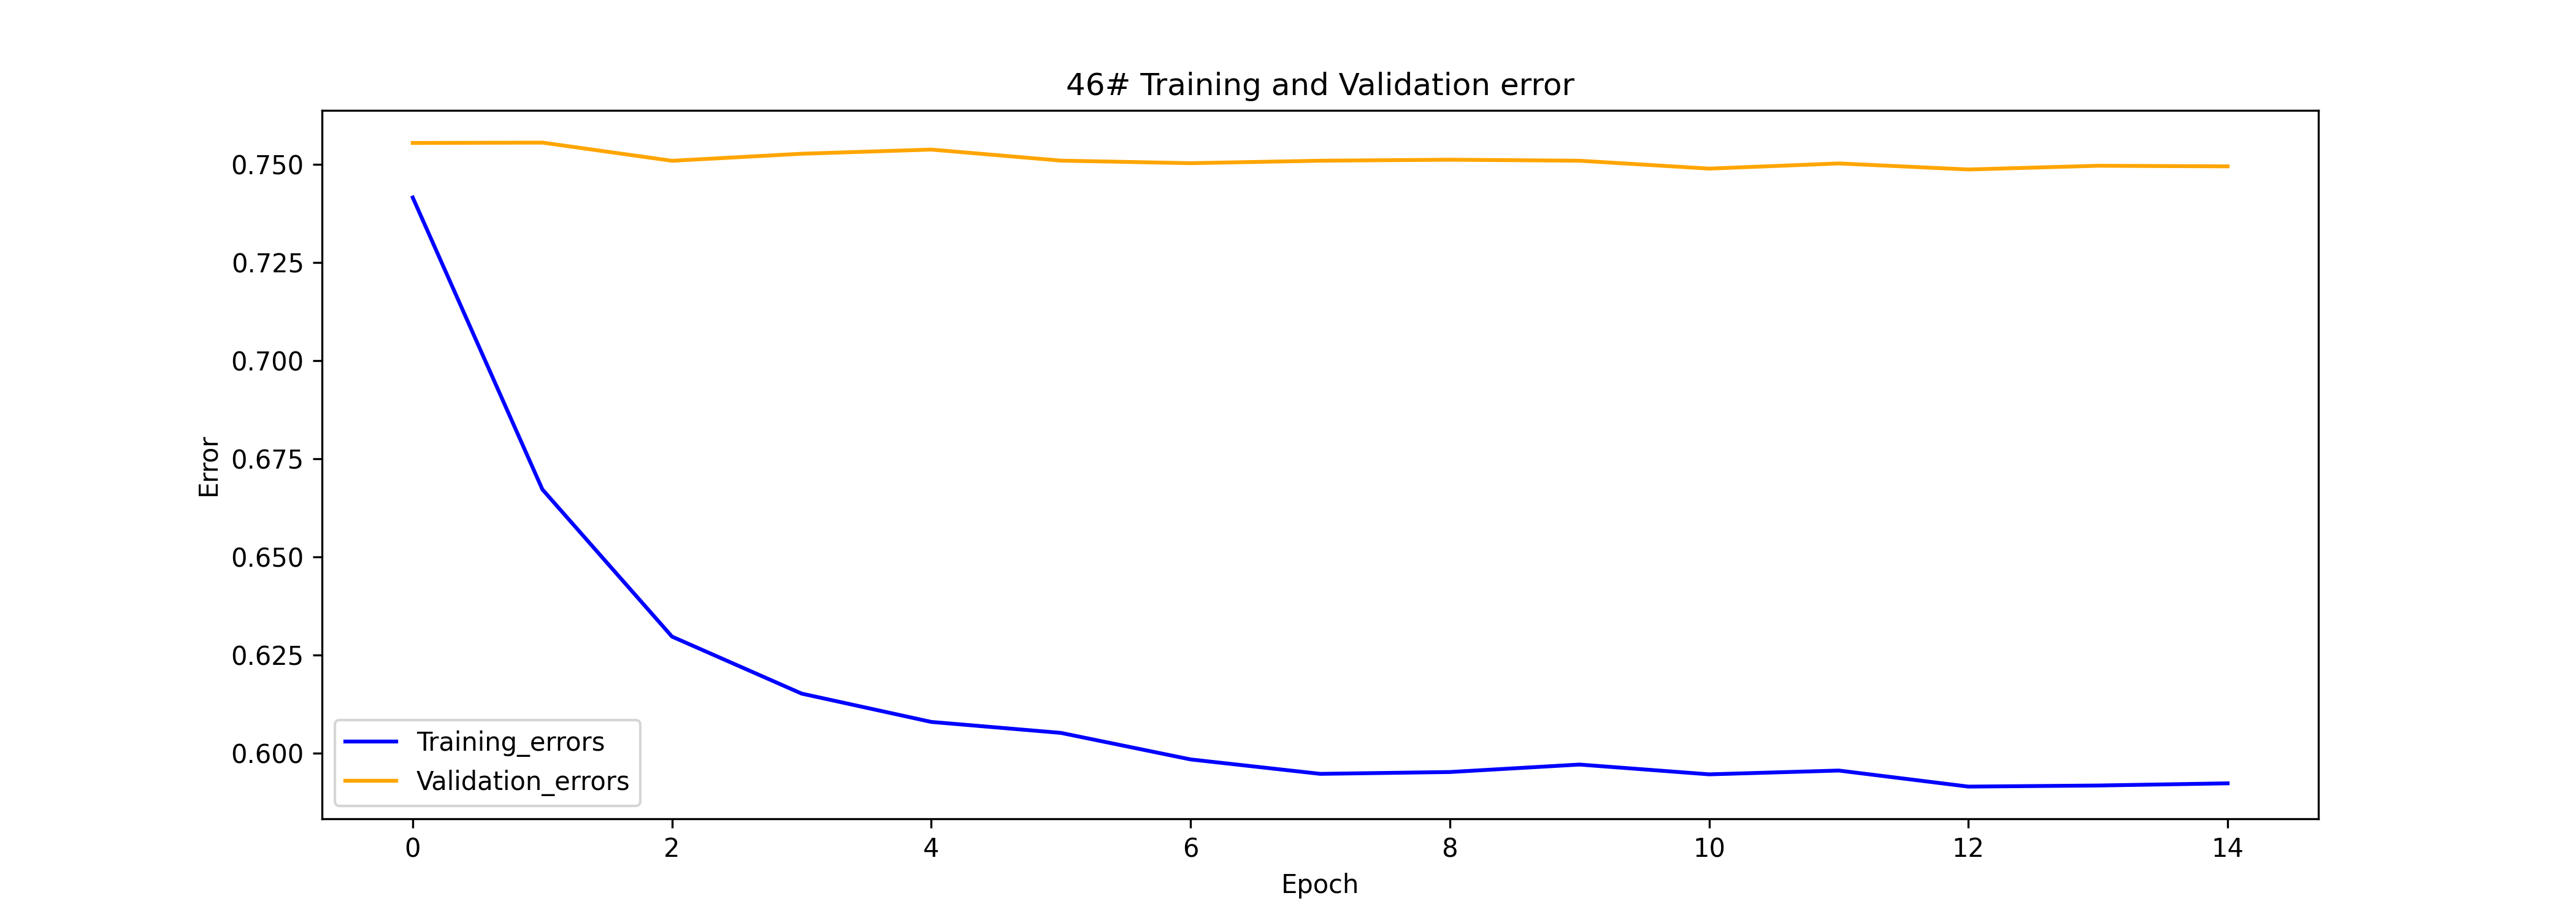 46# Training and Validation error
Error
0.750
0.725
0.700
0.675
0.650
0.625
0.600
Training_errors
Validation_errors
0 2 4 6 8 10 12 14
Epoch